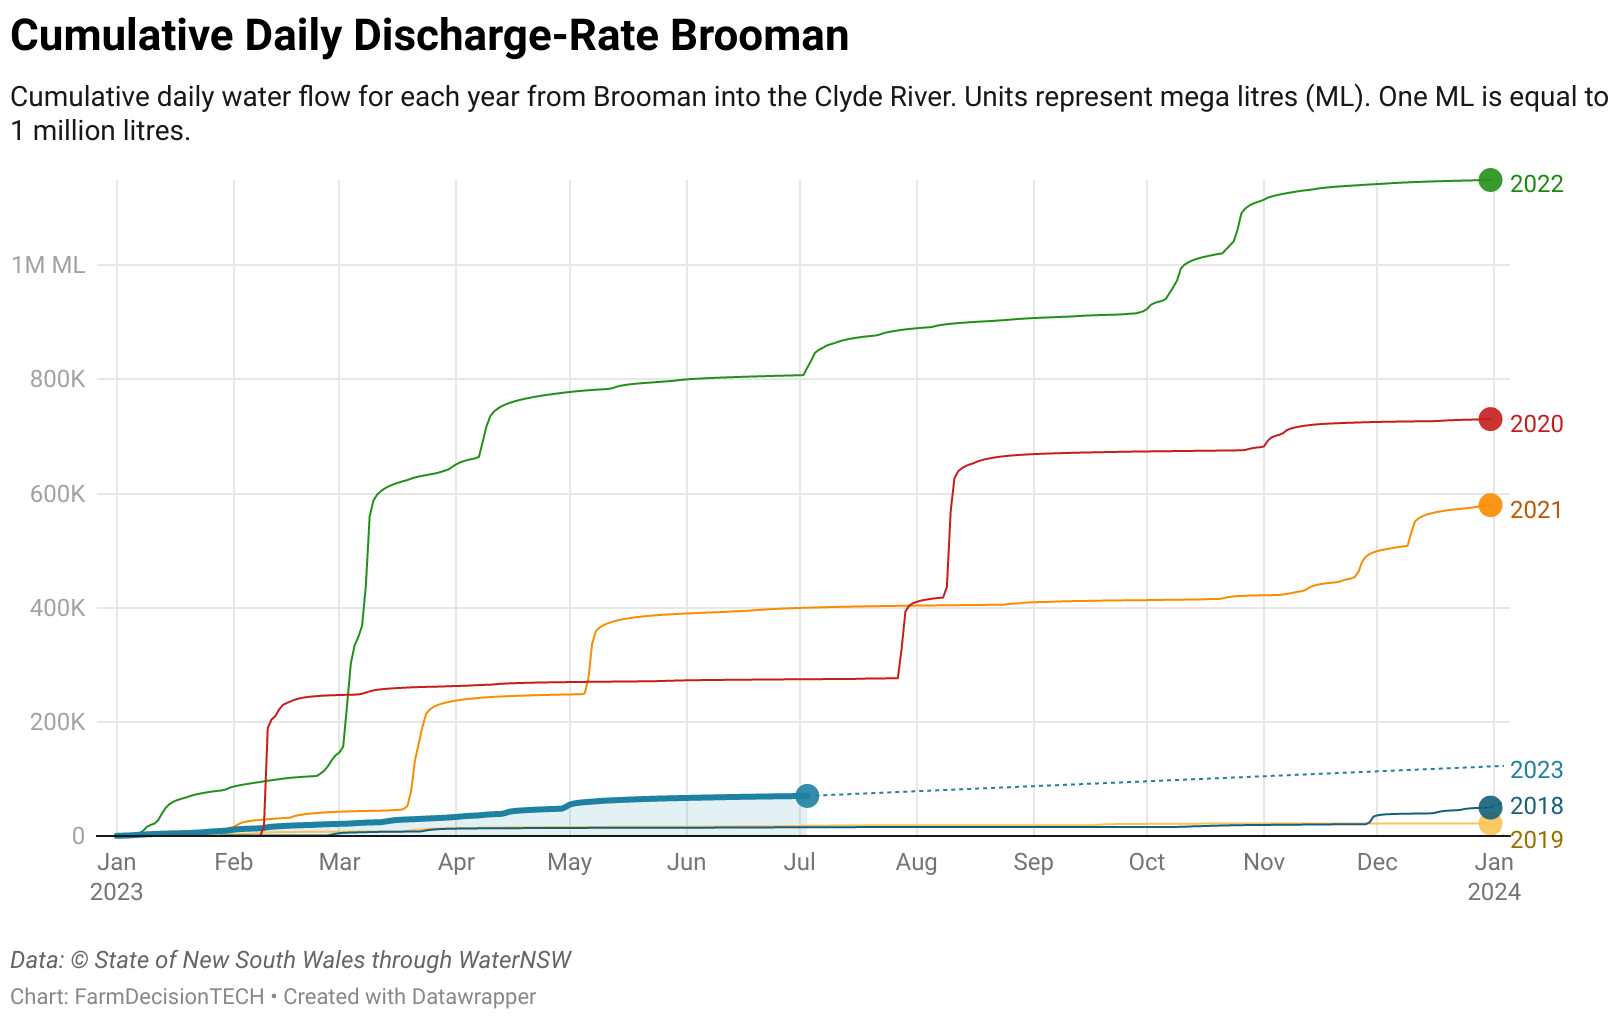 Cumulative Daily Discharge-Rate Brooman
Cumulative daily water flow for each year from Brooman into the Clyde River. Units represent mega litres (ML). One ML is equal to
1 million litres.
2022
1M ML
800K
2020
600K
2021
400K
200K
2023
2018
0
2019
Jan Feb Mar Apr May Jun Jul Aug Sep Oct Nov Dec Jan
2023 2024
Data: © State of New South Wales through WaterNSW
Chart: FarmDecisionTECH • Created with Datawrapper